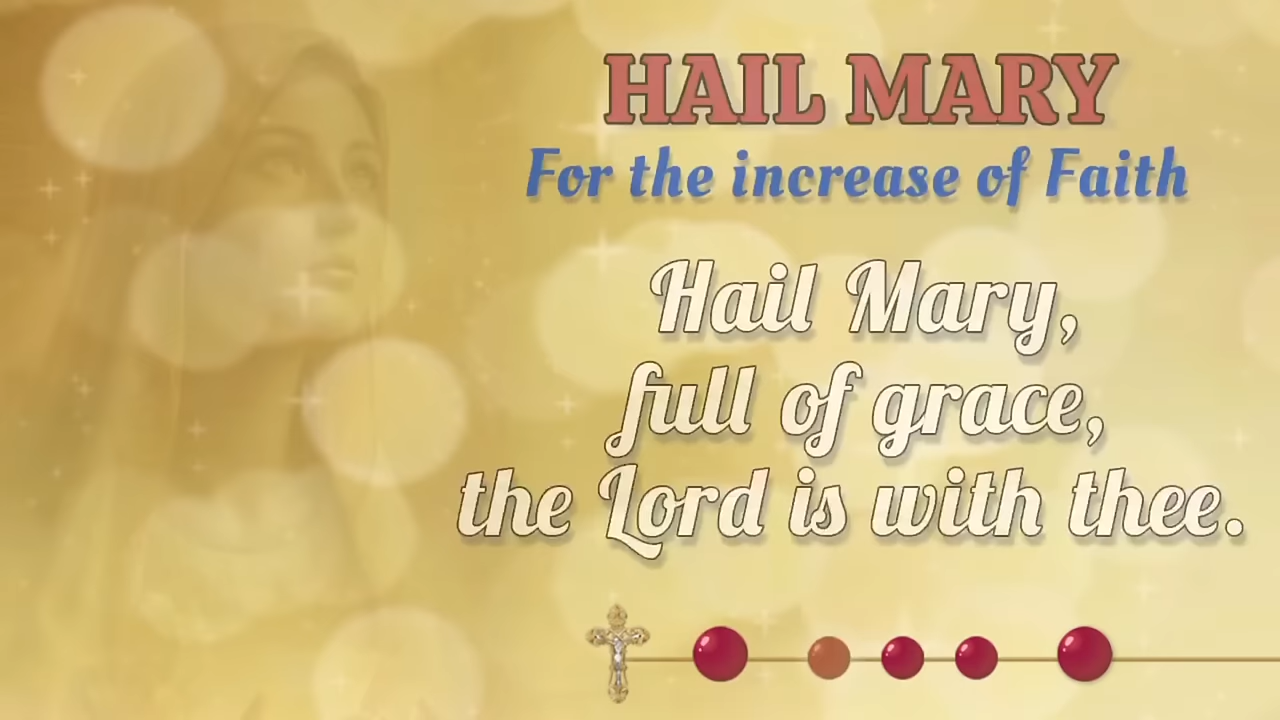 HAIL MARY
For the increase of Faith
Hail Mary,
full of grace,
the Lord is with thee.